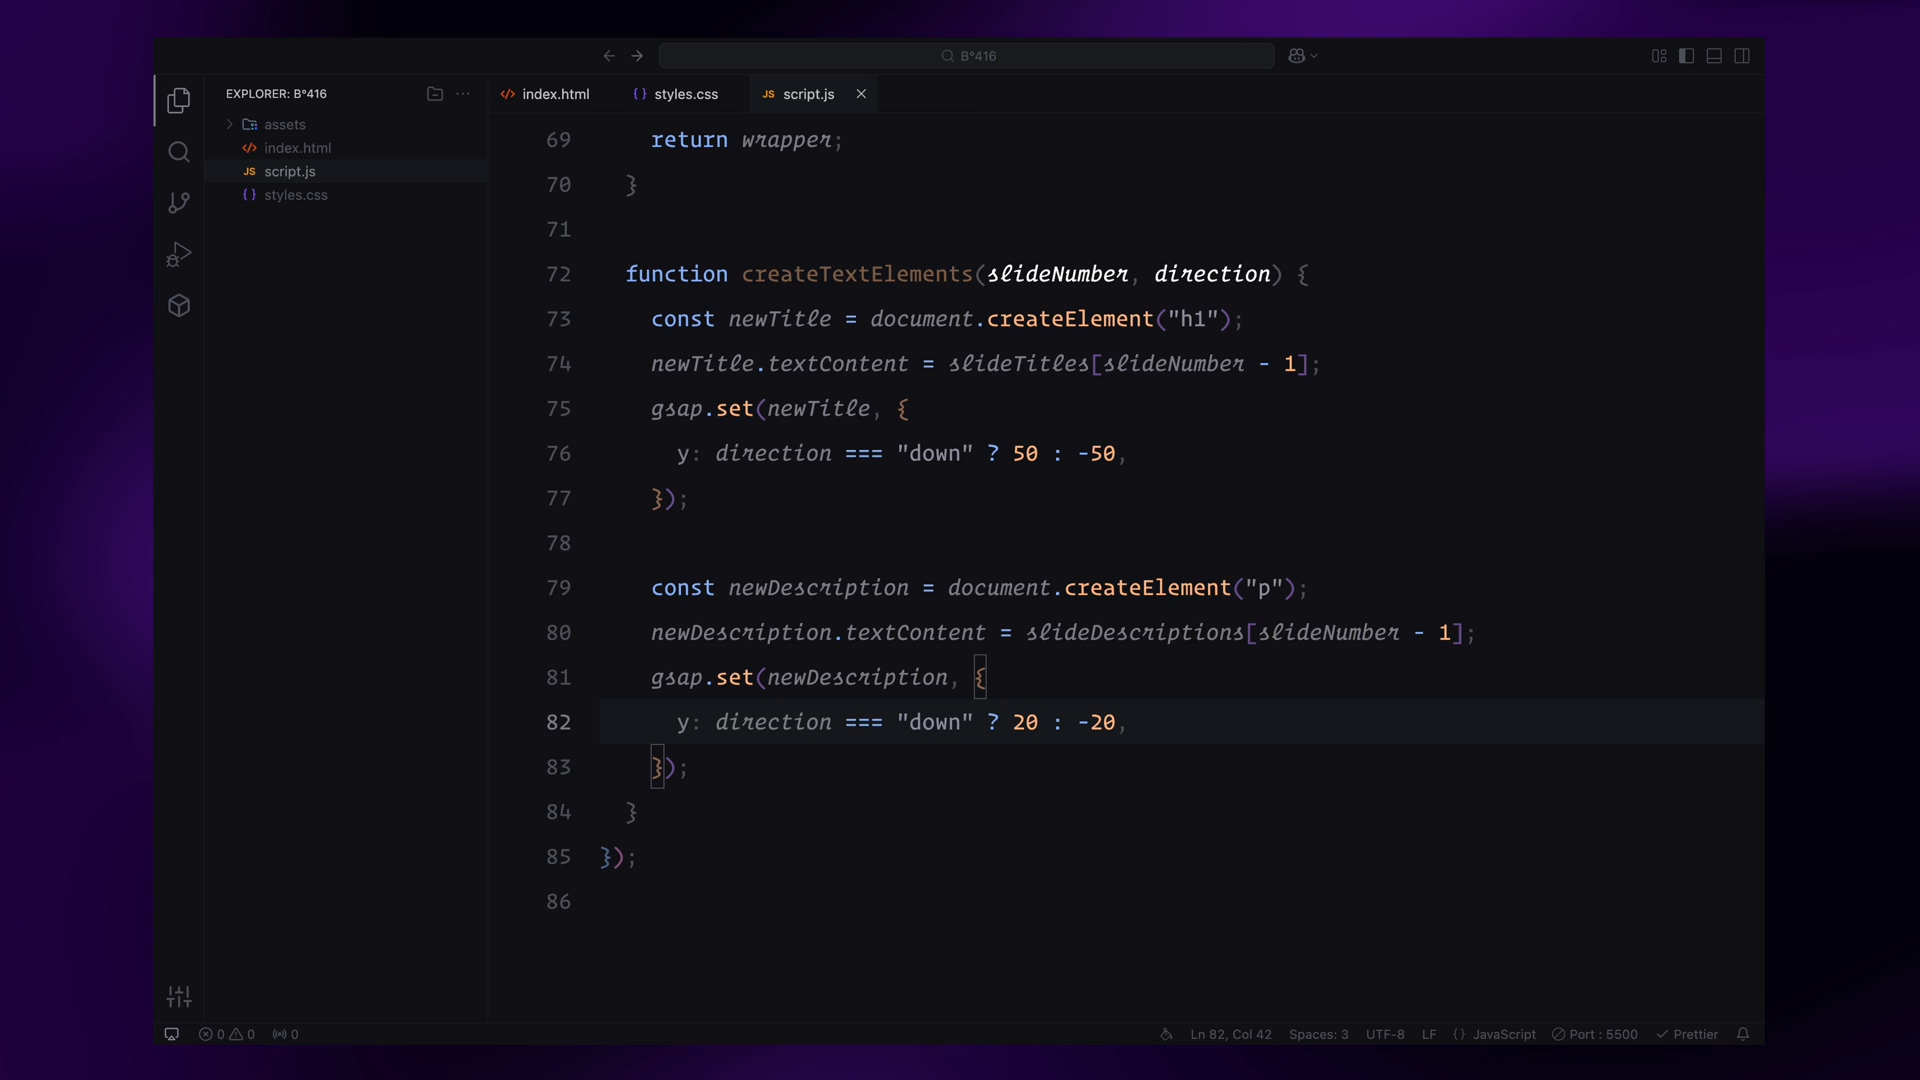 B°416
EXPLORER: B°416
assets
index.html
JS script.js
styles.css
index.html
styles.css
JS script.js
69 return wrapper;
70 }
71
72 function createTextElements(slideNumber, direction) {
73 const newTitle = document.createElement("h1");
74 newTitle.textContent = slideTitles[slideNumber - 1];
75 gsap.set(newTitle, {
76 y: direction === "down" ? 50 : -50,
77 });
78
79 const newDescription = document.createElement("p");
80 newDescription.textContent = slideDescriptions[slideNumber - 1];
81 gsap.set(newDescription, {
82 y: direction === "down" ? 20 : -20,
83 });
84 }
85 });
86
0 0 0
Ln 82, Col 42 Spaces: 3 UTF-8 LF {} JavaScript Port : 5500 Prettier